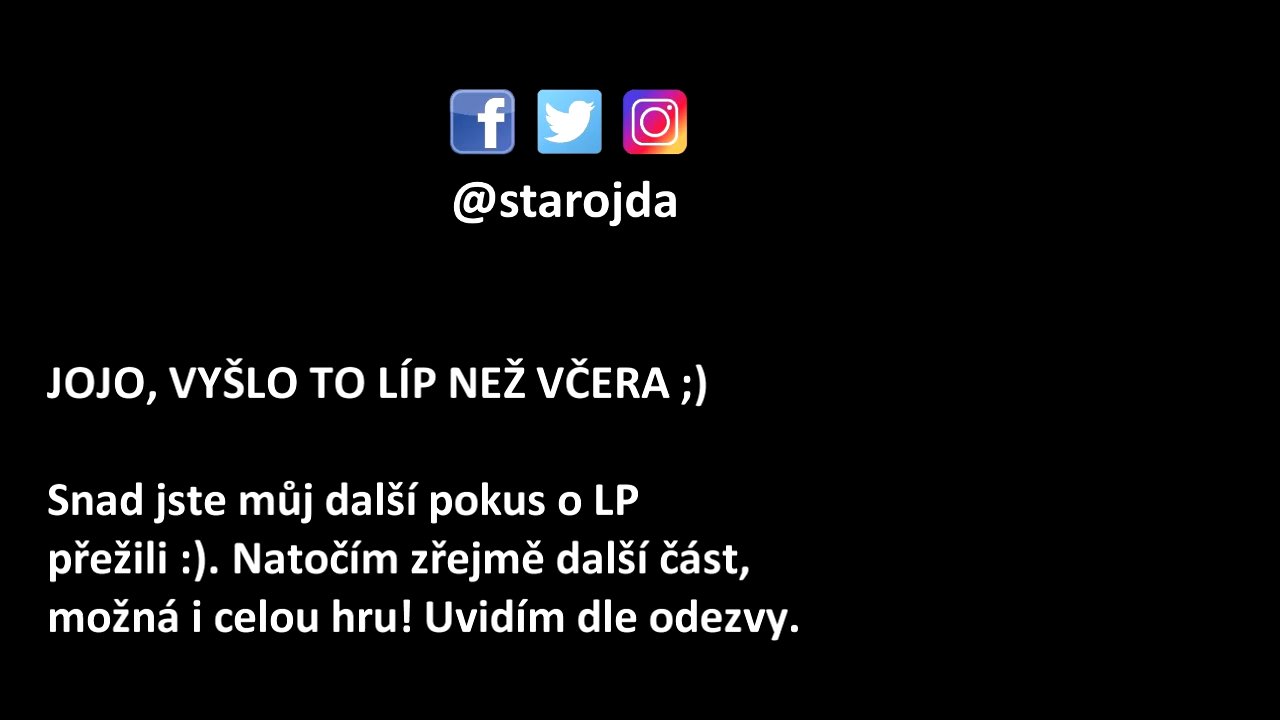 @starojda
JOJO, VYŠLO TO LÍP NEŽ VČERA ;)
Snad jste můj další pokus o LP
přežili :). Natočím zřejmě další část,
možná i celou hru! Uvidím dle odezvy.